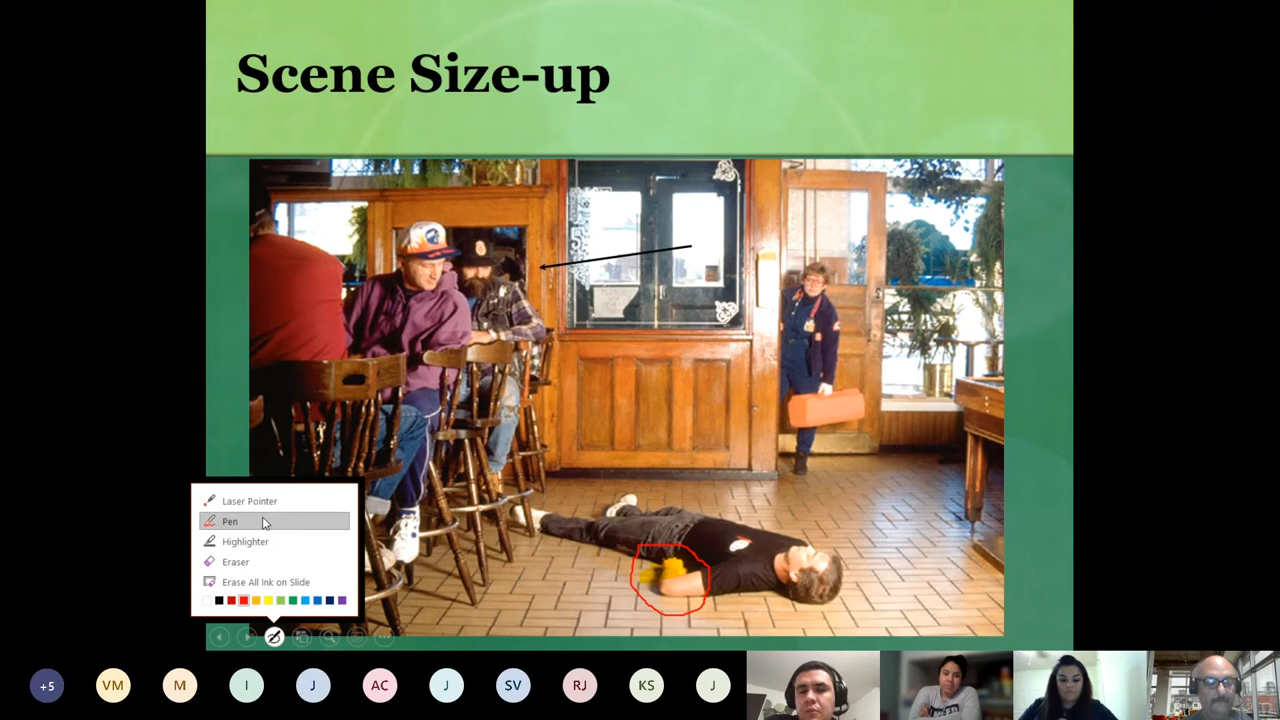 Scene Size-up
Laser Pointer
Pen
Highlighter
Eraser
Erase All Ink on Slide
+5
VM
M
I
J
AC
J
SV
RJ
KS
J